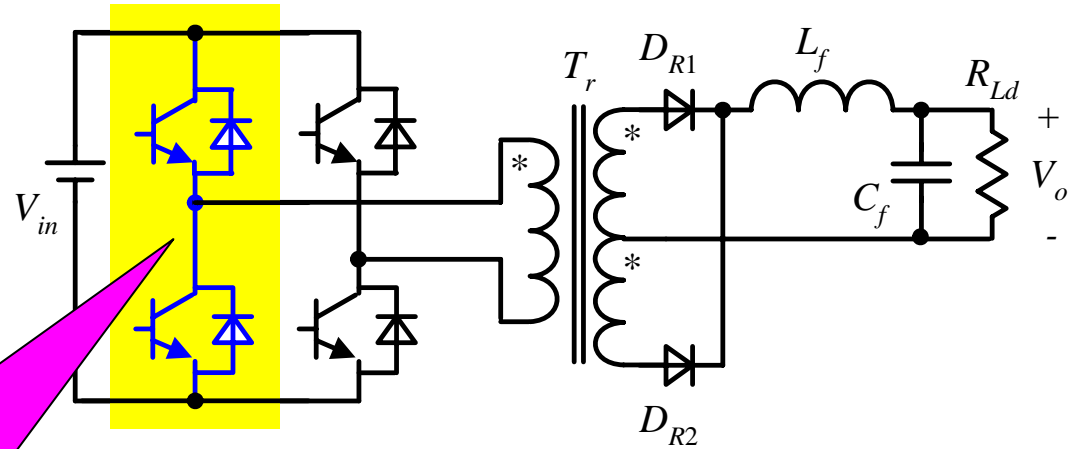 V_in
T_r
*
*
*
D_R1
D_R2
L_f
C_f
R_Ld
+
V_o
-